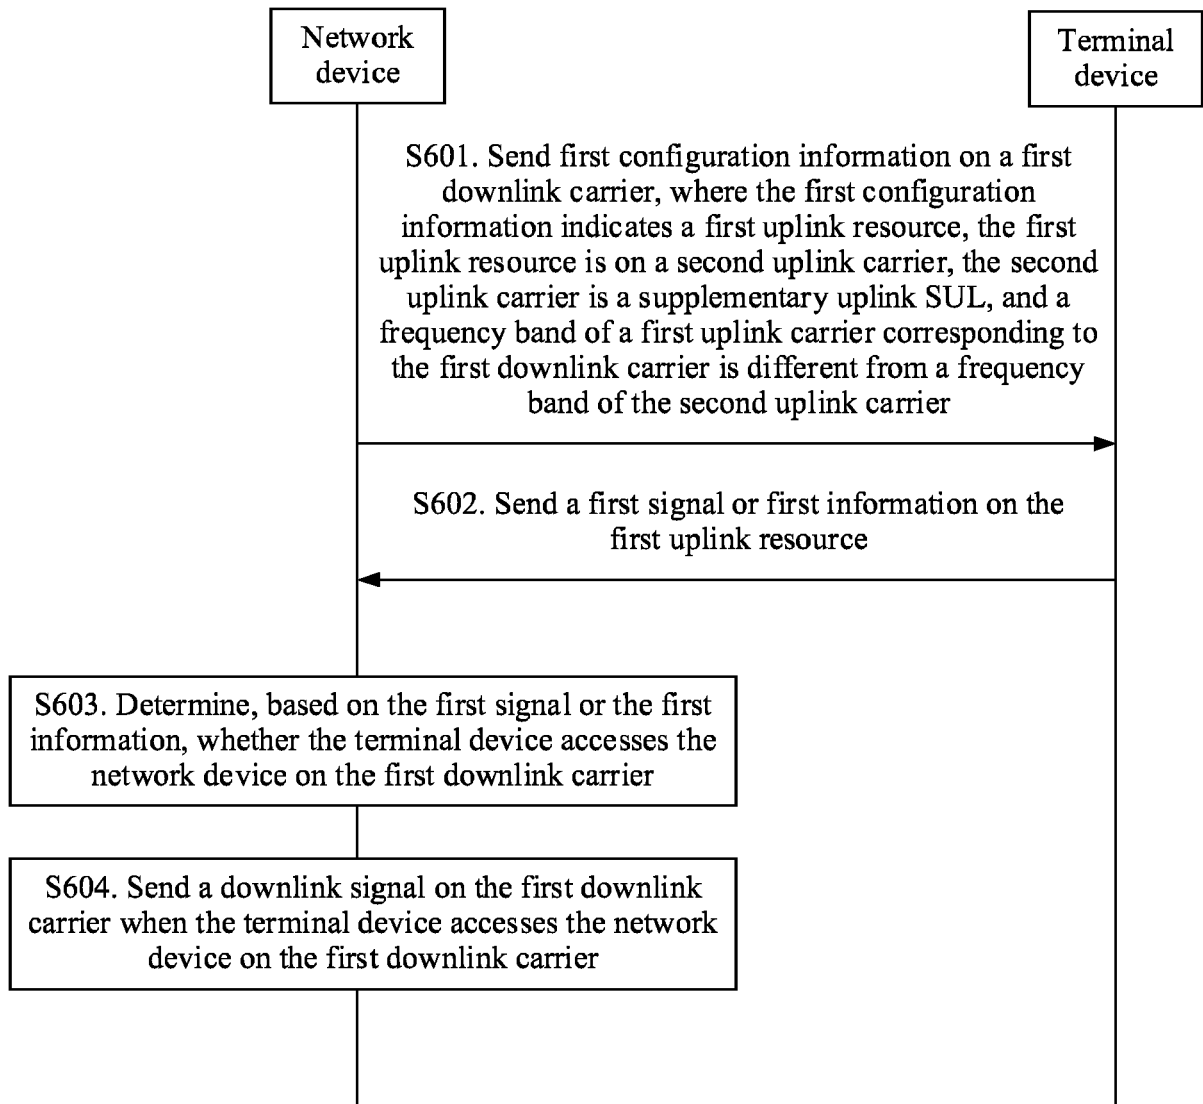 Network
device
Terminal
device
S601. Send first configuration information on a first
downlink carrier, where the first configuration
information indicates a first uplink resource, the first
uplink resource is on a second uplink carrier, the second
uplink carrier is a supplementary uplink SUL, and a
frequency band of a first uplink carrier corresponding to
the first downlink carrier is different from a frequency
band of the second uplink carrier
S602. Send a first signal or first information on the
first uplink resource
S603. Determine, based on the first signal or the first
information, whether the terminal device accesses the
network device on the first downlink carrier
S604. Send a downlink signal on the first downlink
carrier when the terminal device accesses the network
device on the first downlink carrier